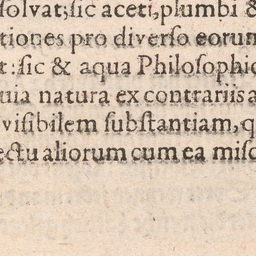 ſolvat; ſic aceti, plumbi &
tiones pro diverſo eorum
t: ſic & aqua Philoſophic
uia natura ex contrariis a
viſibilem ſubſtantiam, q
ectu aliorum cum ea miſc